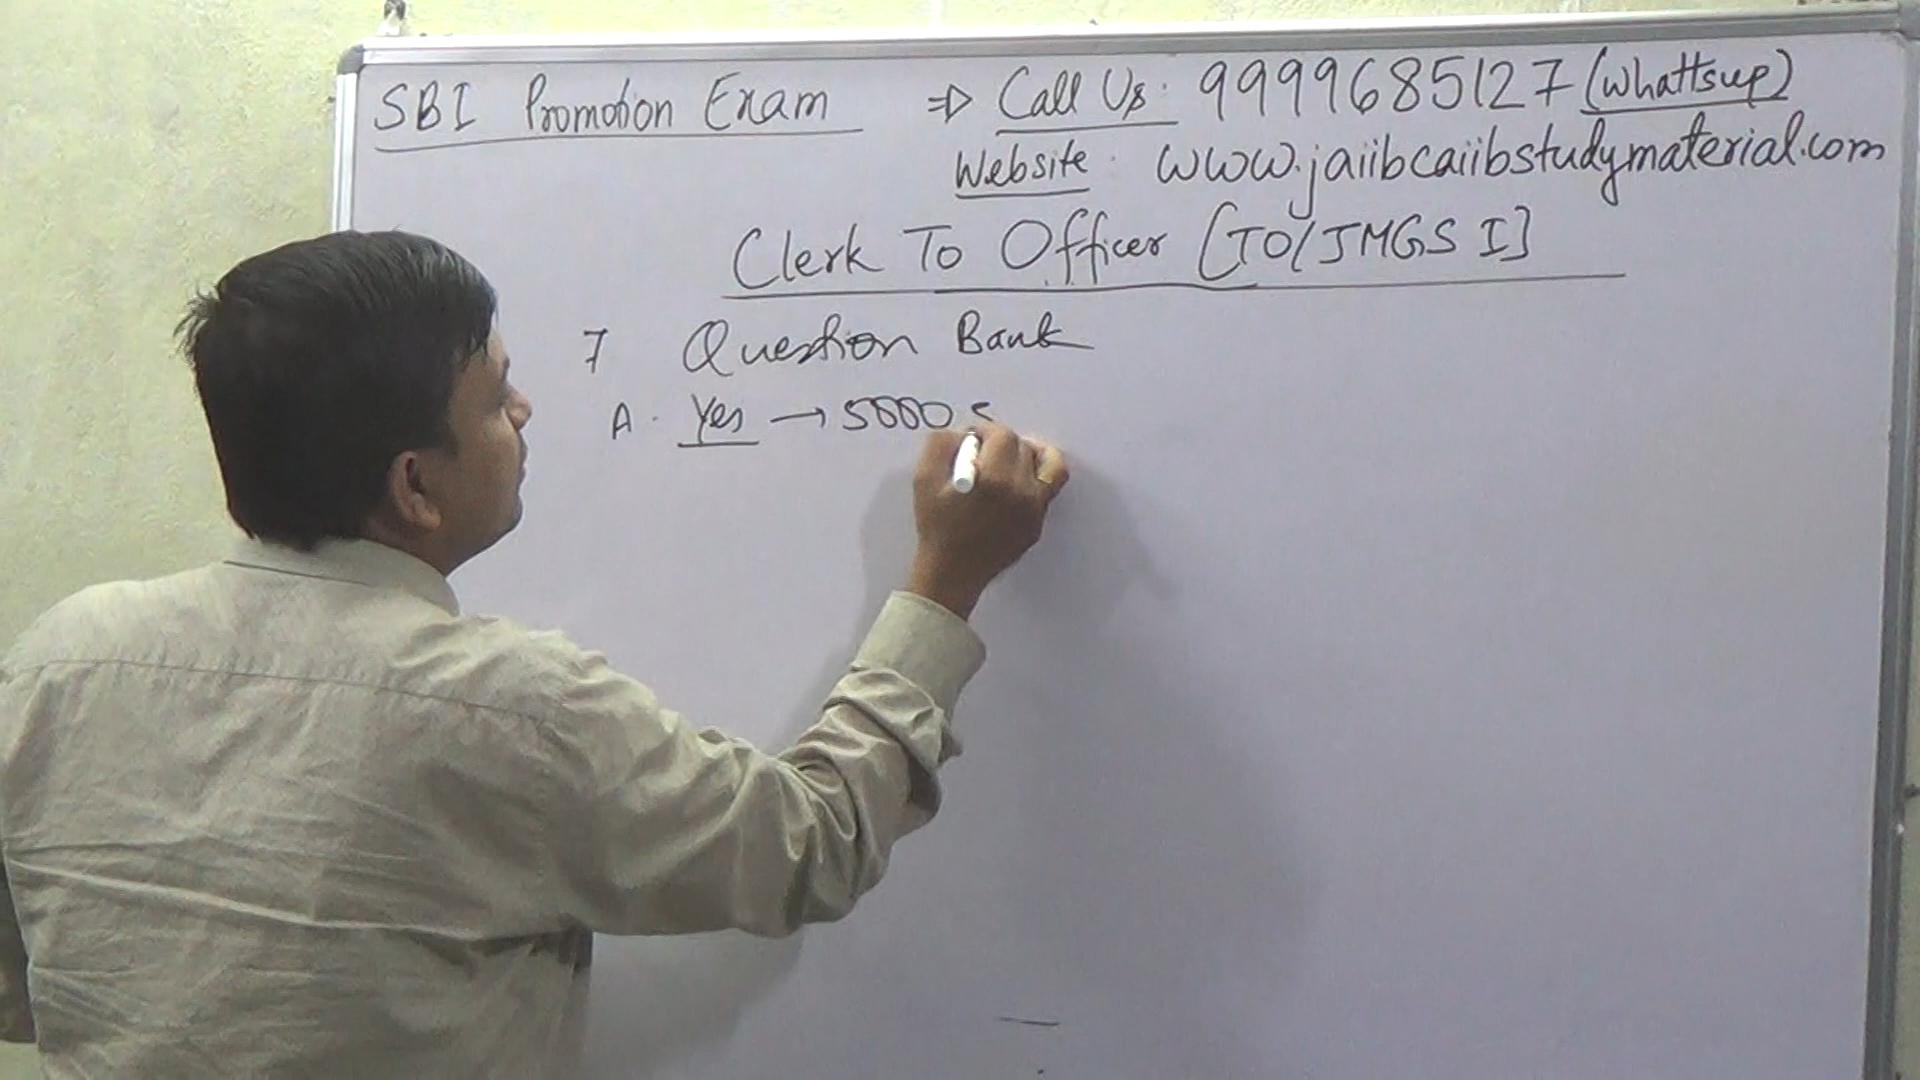 SBI Promotion Exam ⇒ Call Us: 9999685127 (Whattsup)
Website: www.jaiibcaiibstudymaterial.com
Clerk To Officer [TO/JMGS I]
7 Question Bank
A. Yes → 5000 S